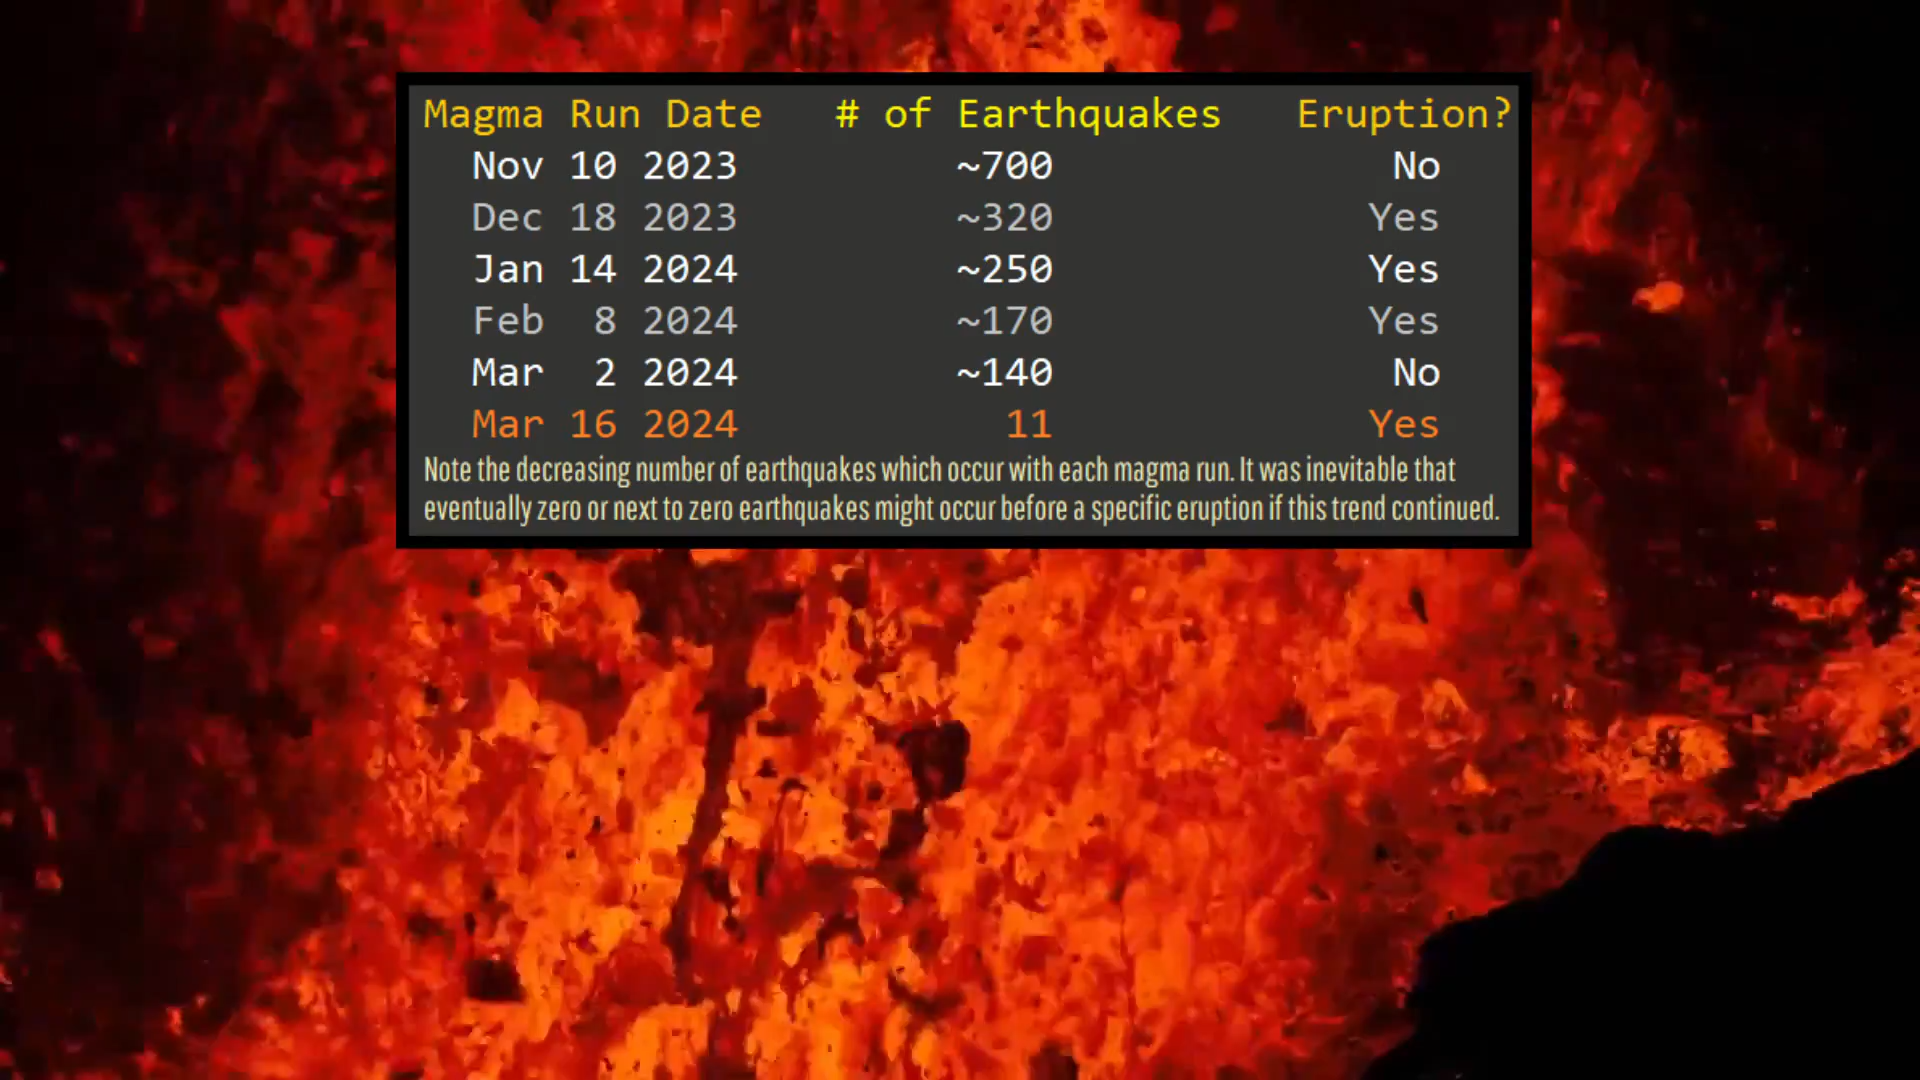 Magma Run Date # of Earthquakes Eruption?
Nov 10 2023 ~700 No
Dec 18 2023 ~320 Yes
Jan 14 2024 ~250 Yes
Feb 8 2024 ~170 Yes
Mar 2 2024 ~140 No
Mar 16 2024 11 Yes
Note the decreasing number of earthquakes which occur with each magma run. It was inevitable that
eventually zero or next to zero earthquakes might occur before a specific eruption if this trend continued.